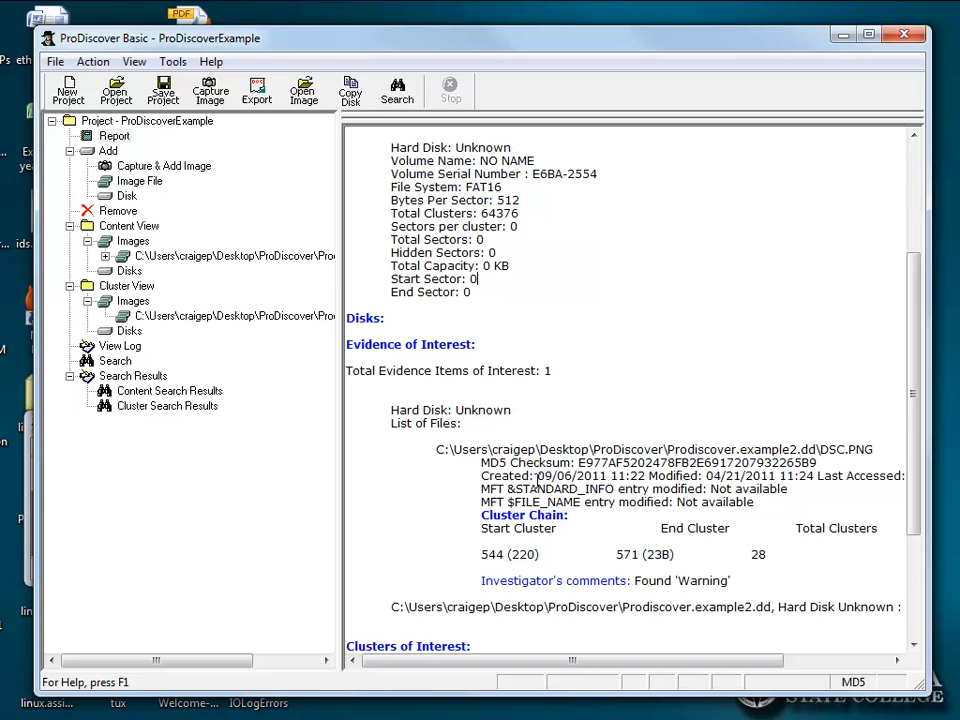 PDF
ProDiscover Basic - ProDiscoverExample
File Action View Tools Help
New Project
Open Project
Save Project
Capture Image
Export
Open Image
Copy Disk
Search
Stop
Project - ProDiscoverExample
Report
Add
Capture & Add Image
Image File
Disk
Remove
Content View
Images
C:\Users\craigep\Desktop\ProDiscover\Pro
Disks
Cluster View
Images
C:\Users\craigep\Desktop\ProDiscover\Pro
Disks
View Log
Search
Search Results
Content Search Results
Cluster Search Results
Hard Disk: Unknown
Volume Name: NO NAME
Volume Serial Number : E6BA-2554
File System: FAT16
Bytes Per Sector: 512
Total Clusters: 64376
Sectors per cluster: 0
Total Sectors: 0
Hidden Sectors: 0
Total Capacity: 0 KB
Start Sector: 0
End Sector: 0
Disks:
Evidence of Interest:
Total Evidence Items of Interest: 1
Hard Disk: Unknown
List of Files:
C:\Users\craigep\Desktop\ProDiscover\Prodiscover.example2.dd\DSC.PNG
MD5 Checksum: E977AF5202478FB2E6917207932265B9
Created: 09/06/2011 11:22 Modified: 04/21/2011 11:24 Last Accessed:
MFT &STANDARD_INFO entry modified: Not available
MFT $FILE_NAME entry modified: Not available
Cluster Chain:
Start Cluster End Cluster Total Clusters
544 (220) 571 (23B) 28
Investigator's comments: Found 'Warning'
C:\Users\craigep\Desktop\ProDiscover\Prodiscover.example2.dd, Hard Disk Unknown :
Clusters of Interest:
For Help, press F1
MD5
linux.assi...
tux
Welcome-...
IOLogErrors
STATE COLLEGE